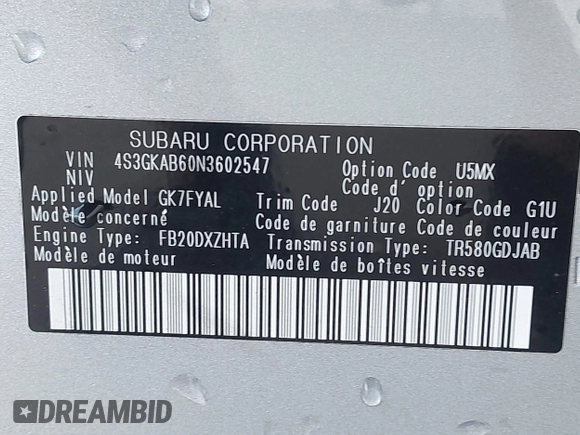 SUBARU CORPORATION
VIN 4S3GKAB60N3602547 Option Code U5MX
NIV Code d' option
Applied Model GK7FYAL Trim Code J20 Color Code G1U
Modèle concerné Code de garniture Code de couleur
Engine Type: FB20DXZHTA Transmission Type: TR580GDJAB
Modèle de moteur Modèle de boîtes vitesse
DREAMBID